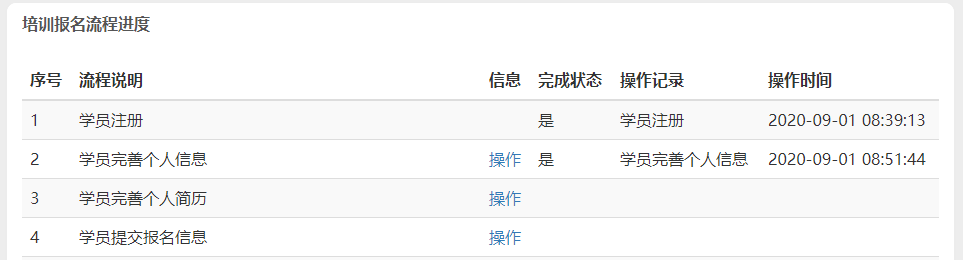 培训报名流程进度
序号 流程说明 信息 完成状态 操作记录 操作时间
1 学员注册 是 学员注册 2020-09-01 08:39:13
2 学员完善个人信息 操作 是 学员完善个人信息 2020-09-01 08:51:44
3 学员完善个人简历 操作
4 学员提交报名信息 操作